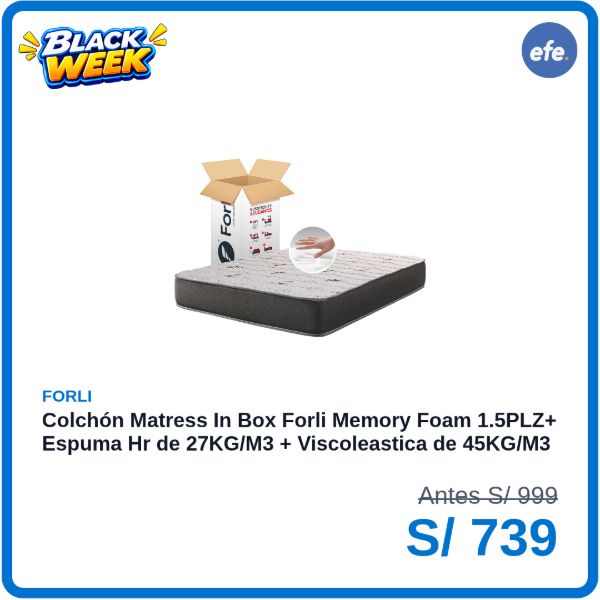 BLACK
WEEK
efe.
Forli
FORLI
Colchón Matress In Box Forli Memory Foam 1.5PLZ+
Espuma Hr de 27KG/M3 + Viscoleastica de 45KG/M3
Antes S/ 999
S/ 739